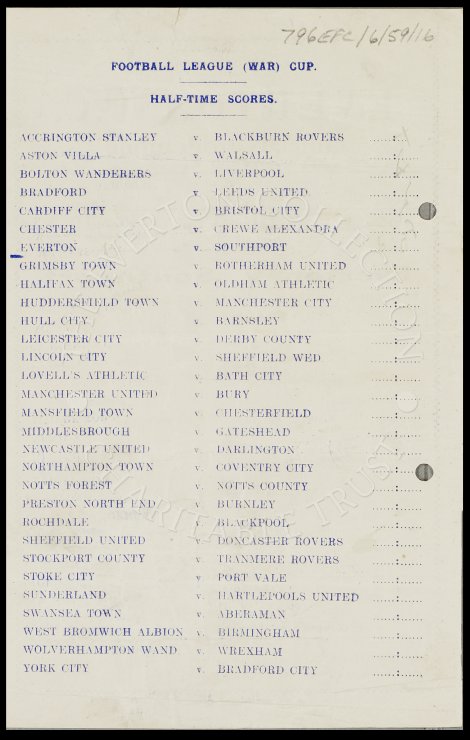 796EFC/6/59/16
FOOTBALL LEAGUE (WAR) CUP.
HALF-TIME SCORES.
ACCRINGTON STANLEY v. BLACKBURN ROVERS ......:......
ASTON VILLA v. WALSALL ......:......
BOLTON WANDERERS v. LIVERPOOL ......:......
BRADFORD v. LEEDS UNITED ......:......
CARDIFF CITY v. BRISTOL CITY ......:......
CHESTER v. CREWE ALEXANDRA ......:......
EVERTON v. SOUTHPORT ......:......
GRIMSBY TOWN v. ROTHERHAM UNITED ......:......
HALIFAX TOWN v. OLDHAM ATHLETIC ......:......
HUDDERSFIELD TOWN v. MANCHESTER CITY ......:......
HULL CITY v. BARNSLEY ......:......
LEICESTER CITY v. DERBY COUNTY ......:......
LINCOLN CITY v. SHEFFIELD WED ......:......
LOVELL'S ATHLETIC v. BATH CITY ......:......
MANCHESTER UNITED v. BURY ......:......
MANSFIELD TOWN v. CHESTERFIELD ......:......
MIDDLESBROUGH v. GATESHEAD ......:......
NEWCASTLE UNITED v. DARLINGTON ......:......
NORTHAMPTON TOWN v. COVENTRY CITY ......:......
NOTTS FOREST v. NOTTS COUNTY ......:......
PRESTON NORTH END v. BURNLEY ......:......
ROCHDALE v. BLACKPOOL ......:......
SHEFFIELD UNITED v. DONCASTER ROVERS ......:......
STOCKPORT COUNTY v. TRANMERE ROVERS ......:......
STOKE CITY v. PORT VALE ......:......
SUNDERLAND v. HARTLEPOOLS UNITED ......:......
SWANSEA TOWN v. ABERAMAN ......:......
WEST BROMWICH ALBION v. BIRMINGHAM ......:......
WOLVERHAMPTON WAND v. WREXHAM ......:......
YORK CITY v. BRADFORD CITY ......:......
COLLECTION
CHARITABLE TRUST